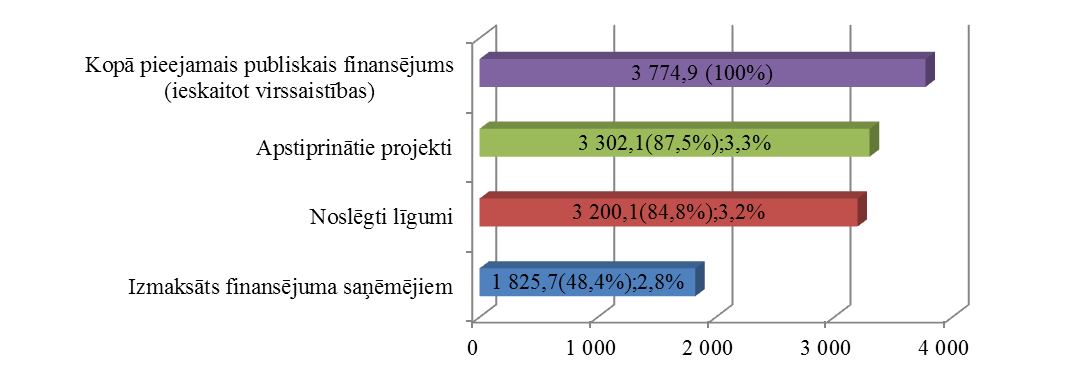 Kopā pieejamais publiskais finansējums
(ieskaitot virssaistības)
3 774,9 (100%)
Apstiprinātie projekti
3 302,1(87,5%);3,3%
Noslēgti līgumi
3 200,1(84,8%);3,2%
Izmaksāts finansējuma saņēmējiem
1 825,7(48,4%);2,8%
0 1 000 2 000 3 000 4 000